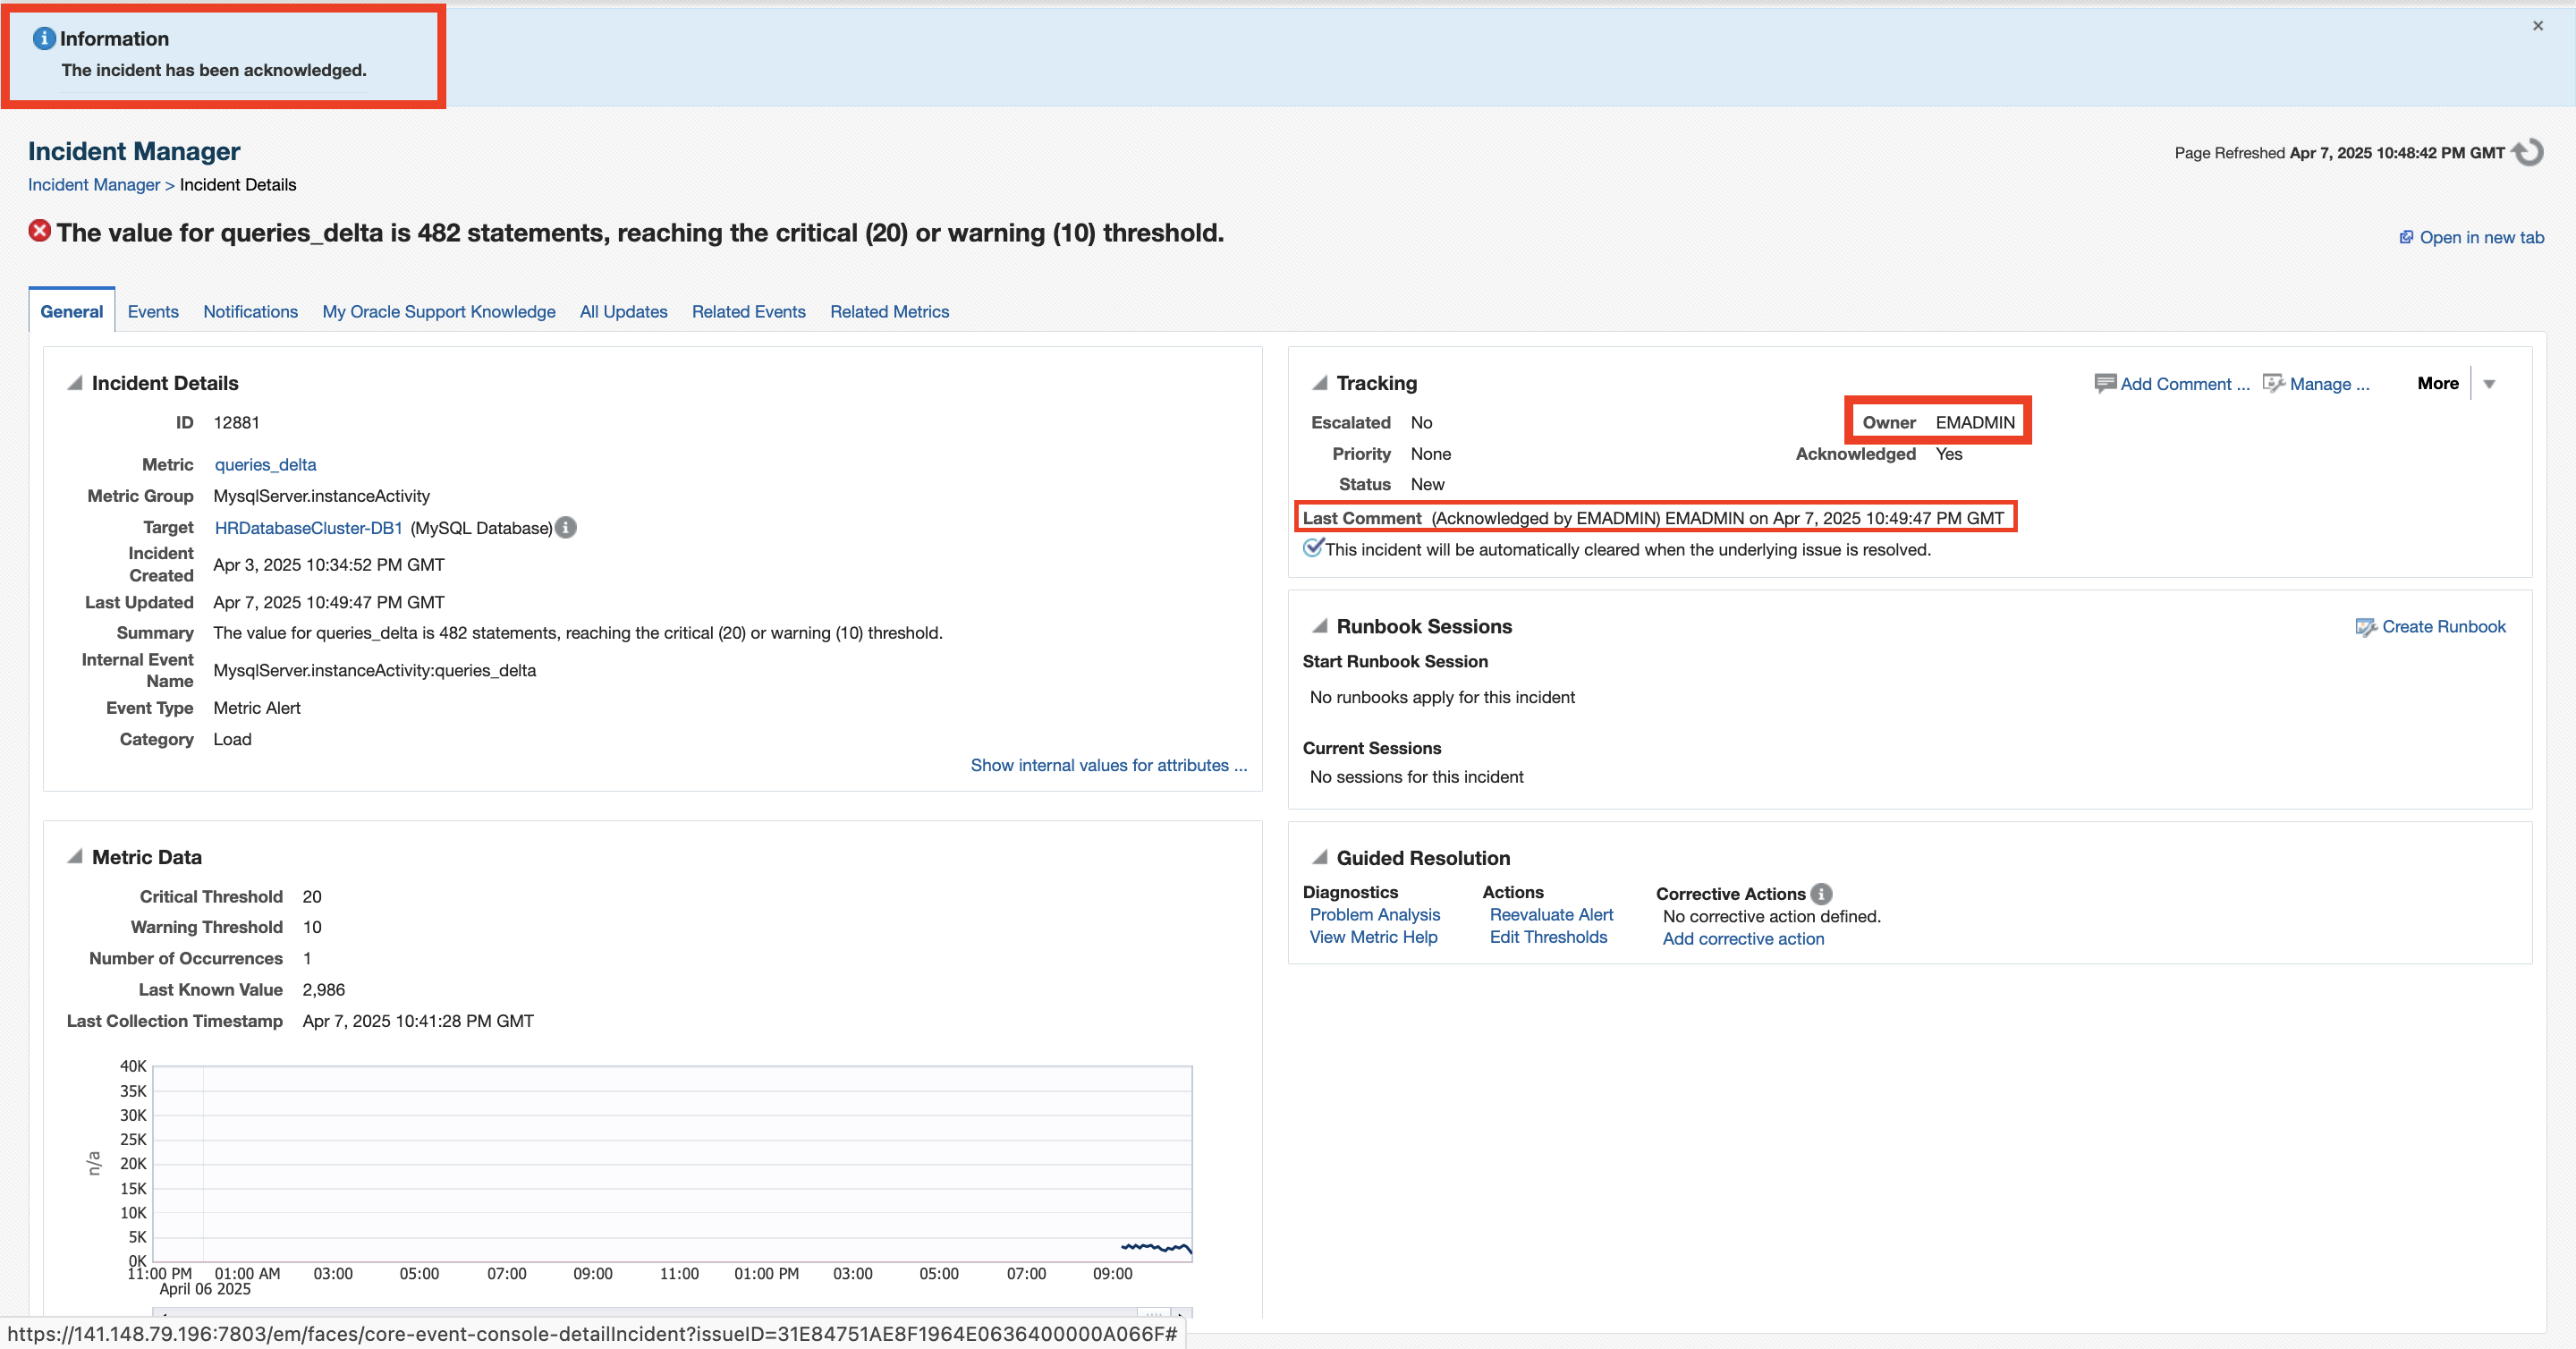 Information
The incident has been acknowledged.
×
Incident Manager
Page Refreshed Apr 7, 2025 10:48:42 PM GMT
Incident Manager > Incident Details
The value for queries_delta is 482 statements, reaching the critical (20) or warning (10) threshold.
Open in new tab
General Events Notifications My Oracle Support Knowledge All Updates Related Events Related Metrics
Incident Details
ID 12881
Metric queries_delta
Metric Group MysqlServer.instanceActivity
Target HRDatabaseCluster-DB1 (MySQL Database)
Incident Created Apr 3, 2025 10:34:52 PM GMT
Last Updated Apr 7, 2025 10:49:47 PM GMT
Summary The value for queries_delta is 482 statements, reaching the critical (20) or warning (10) threshold.
Internal Event Name MysqlServer.instanceActivity:queries_delta
Event Type Metric Alert
Category Load
Show internal values for attributes ...
Tracking
Add Comment ... Manage ... More
Escalated No
Owner EMADMIN
Priority None
Acknowledged Yes
Status New
Last Comment (Acknowledged by EMADMIN) EMADMIN on Apr 7, 2025 10:49:47 PM GMT
This incident will be automatically cleared when the underlying issue is resolved.
Runbook Sessions
Create Runbook
Start Runbook Session
No runbooks apply for this incident
Current Sessions
No sessions for this incident
Metric Data
Critical Threshold 20
Warning Threshold 10
Number of Occurrences 1
Last Known Value 2,986
Last Collection Timestamp Apr 7, 2025 10:41:28 PM GMT
40K
35K
30K
25K
20K
15K
10K
5K
0K
n/a
11:00 PM 01:00 AM 03:00 05:00 07:00 09:00 11:00 01:00 PM 03:00 05:00 07:00 09:00
April 06 2025
Guided Resolution
Diagnostics
Problem Analysis
View Metric Help
Actions
Reevaluate Alert
Edit Thresholds
Corrective Actions
No corrective action defined.
Add corrective action
https://141.148.79.196:7803/em/faces/core-event-console-detailIncident?issueID=31E84751AE8F1964E0636400000A066F#